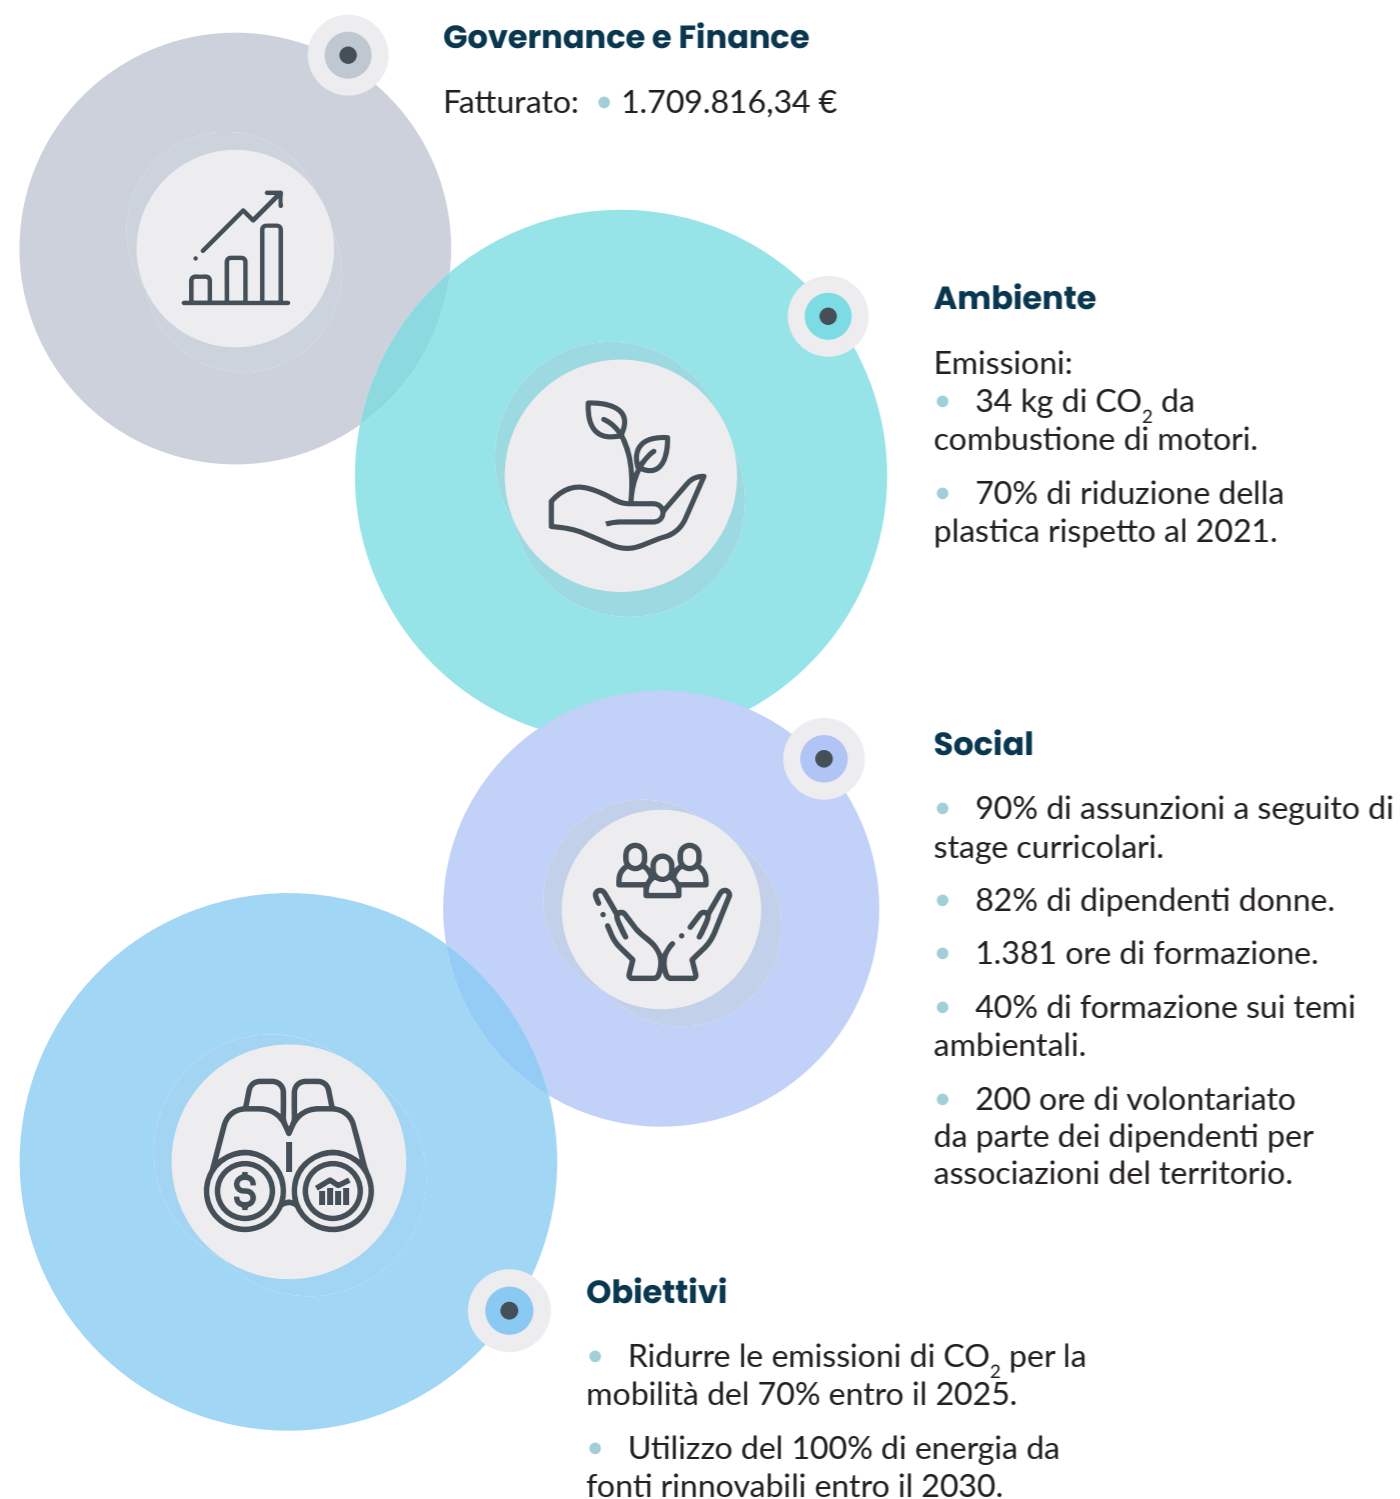 Governance e Finance
Fatturato: • 1.709.816,34 €
Ambiente
Emissioni:
• 34 kg di CO₂ da
combustione di motori.
• 70% di riduzione della
plastica rispetto al 2021.
Social
• 90% di assunzioni a seguito di
stage curricolari.
• 82% di dipendenti donne.
• 1.381 ore di formazione.
• 40% di formazione sui temi
ambientali.
• 200 ore di volontariato
da parte dei dipendenti per
associazioni del territorio.
$
Obiettivi
• Ridurre le emissioni di CO₂ per la
mobilità del 70% entro il 2025.
• Utilizzo del 100% di energia da
fonti rinnovabili entro il 2030.